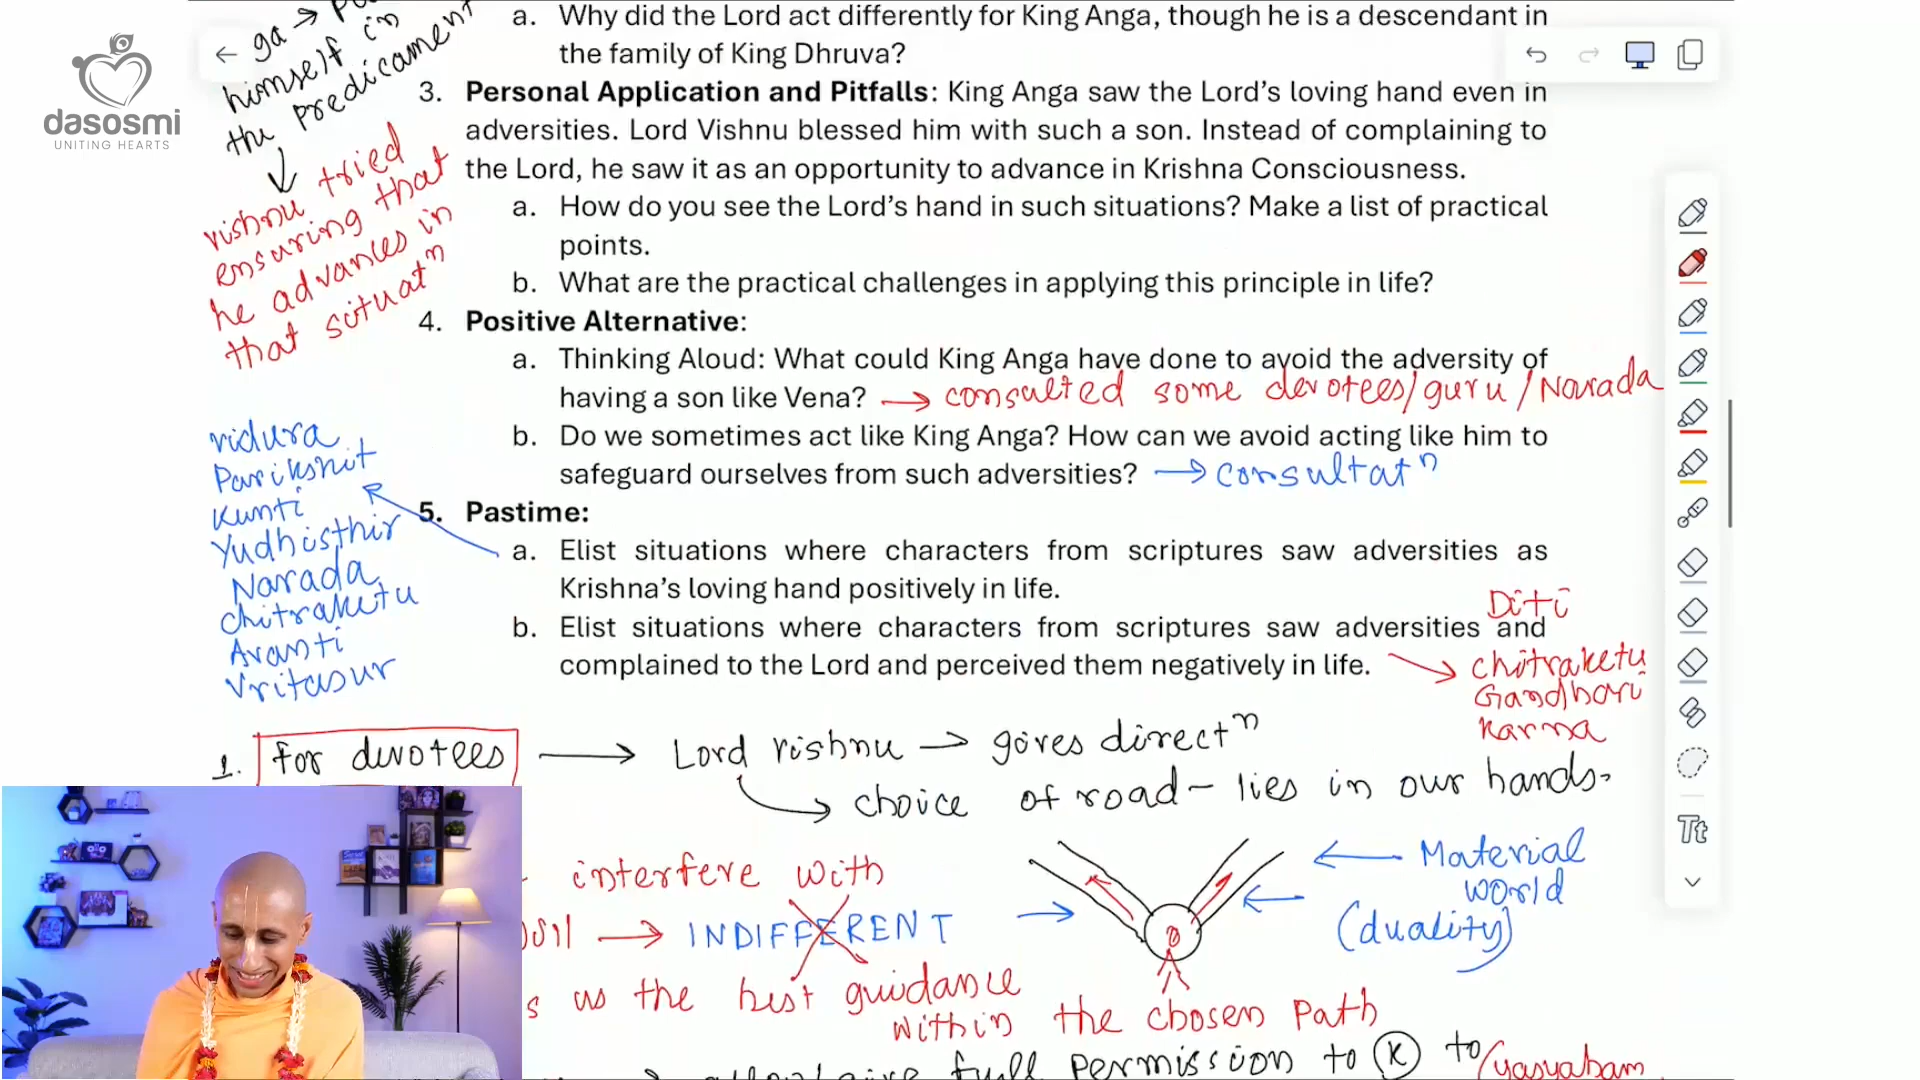 a. Why did the Lord act differently for King Anga, though he is a descendant in
the family of King Dhruva?
3. Personal Application and Pitfalls: King Anga saw the Lord's loving hand even in
adversities. Lord Vishnu blessed him with such a son. Instead of complaining to
the Lord, he saw it as an opportunity to advance in Krishna Consciousness.
a. How do you see the Lord's hand in such situations? Make a list of practical
points.
b. What are the practical challenges in applying this principle in life?
4. Positive Alternative:
a. Thinking Aloud: What could King Anga have done to avoid the adversity of
having a son like Vena? → consulted some devotees/guru/Narada
b. Do we sometimes act like King Anga? How can we avoid acting like him to
safeguard ourselves from such adversities? → consultatⁿ
5. Pastime:
a. Elist situations where characters from scriptures saw adversities as
Krishna's loving hand positively in life.
b. Elist situations where characters from scriptures saw adversities and
complained to the Lord and perceived them negatively in life.
Diti
chitraketu
Gandhari
Karna
dasosmi
UNITING HEARTS
ga →
himself in
the predicament
vishnu tried
ensuring that
he advances in
that situatⁿ
vidura
Parikshit
Kunti
Yudhisthir
Narada
chitraketu
Avanti
Vritasur
1. for devotees → Lord vishnu → gives directⁿ
choice of road - lies in our hands.
interfere with
→ INDIFFERENT
Material
world
(duality)
s us the best guidance
within the chosen path
full permission to K to
Tt